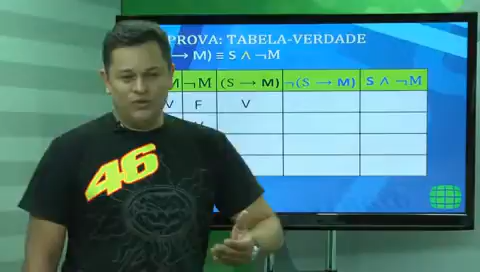 PROVA: TABELA-VERDADE
→ M) ≡ S ∧ ¬M
M ¬M (S → M) ¬(S → M) S ∧ ¬M
V F V
46